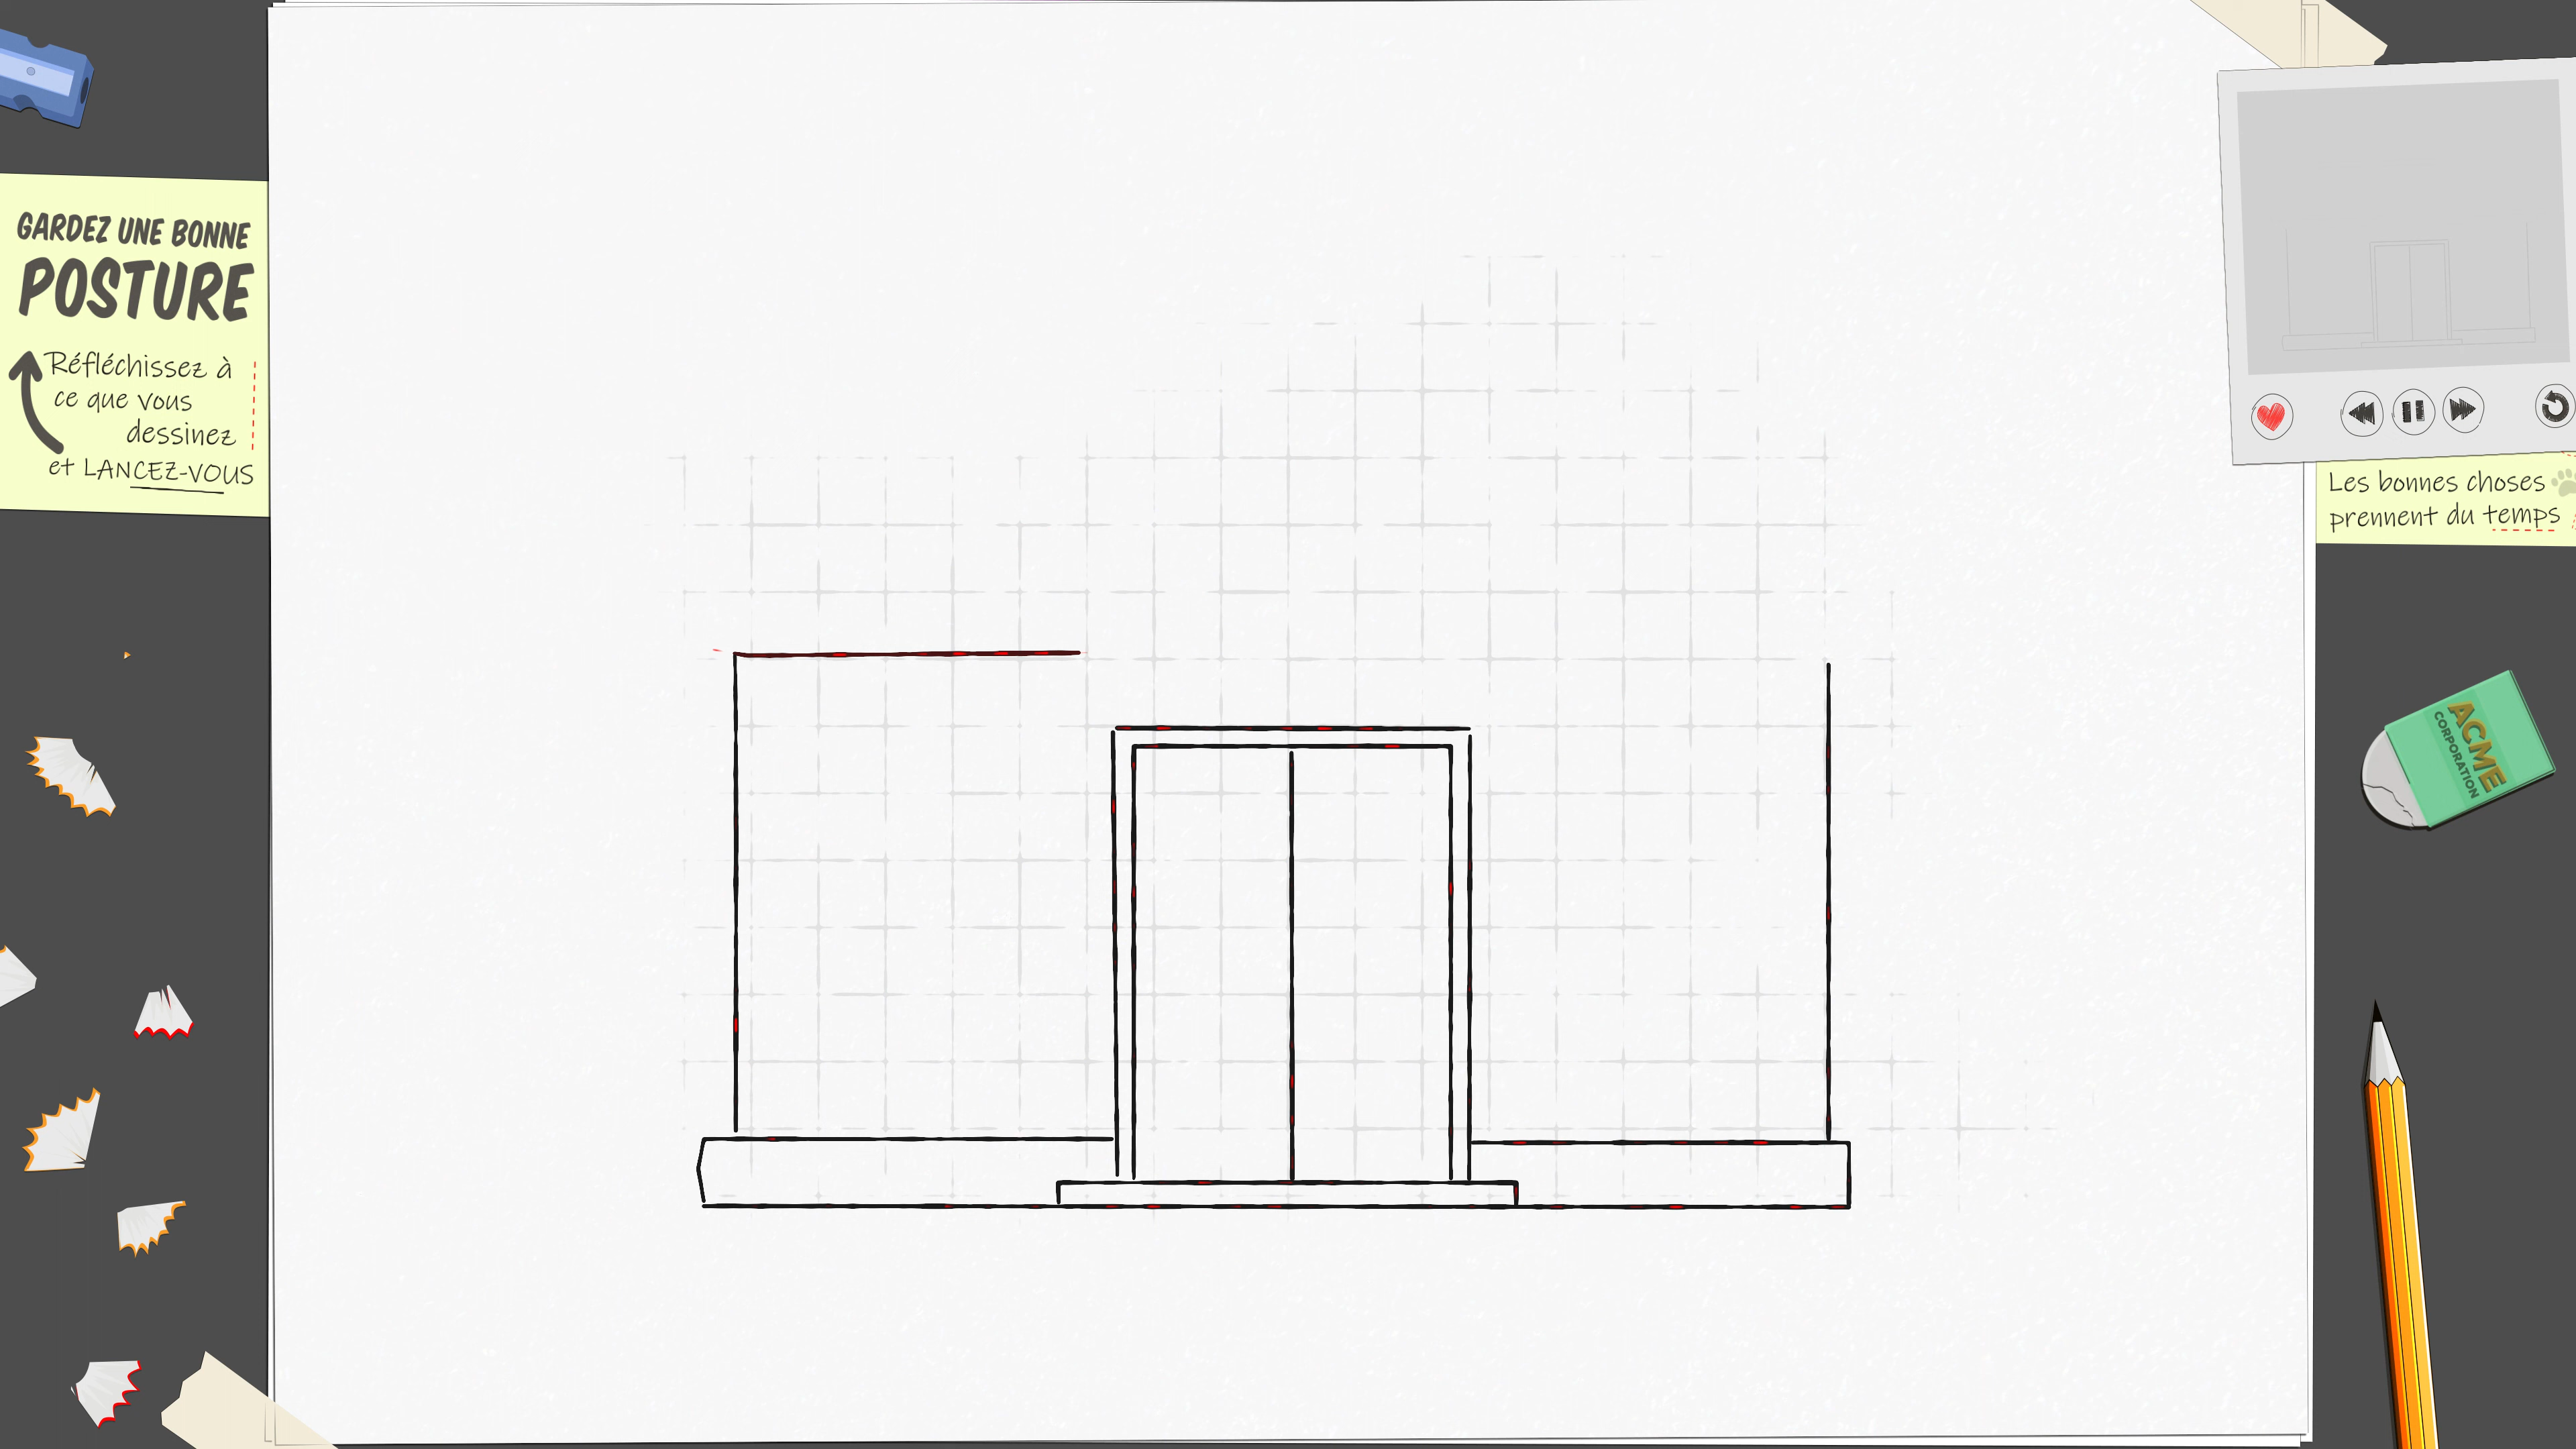 GARDEZ UNE BONNE
POSTURE
Réfléchissez à
ce que vous
dessinez
et LANCEZ-VOUS
Les bonnes choses
prennent du temps
ACME
CORPORATION